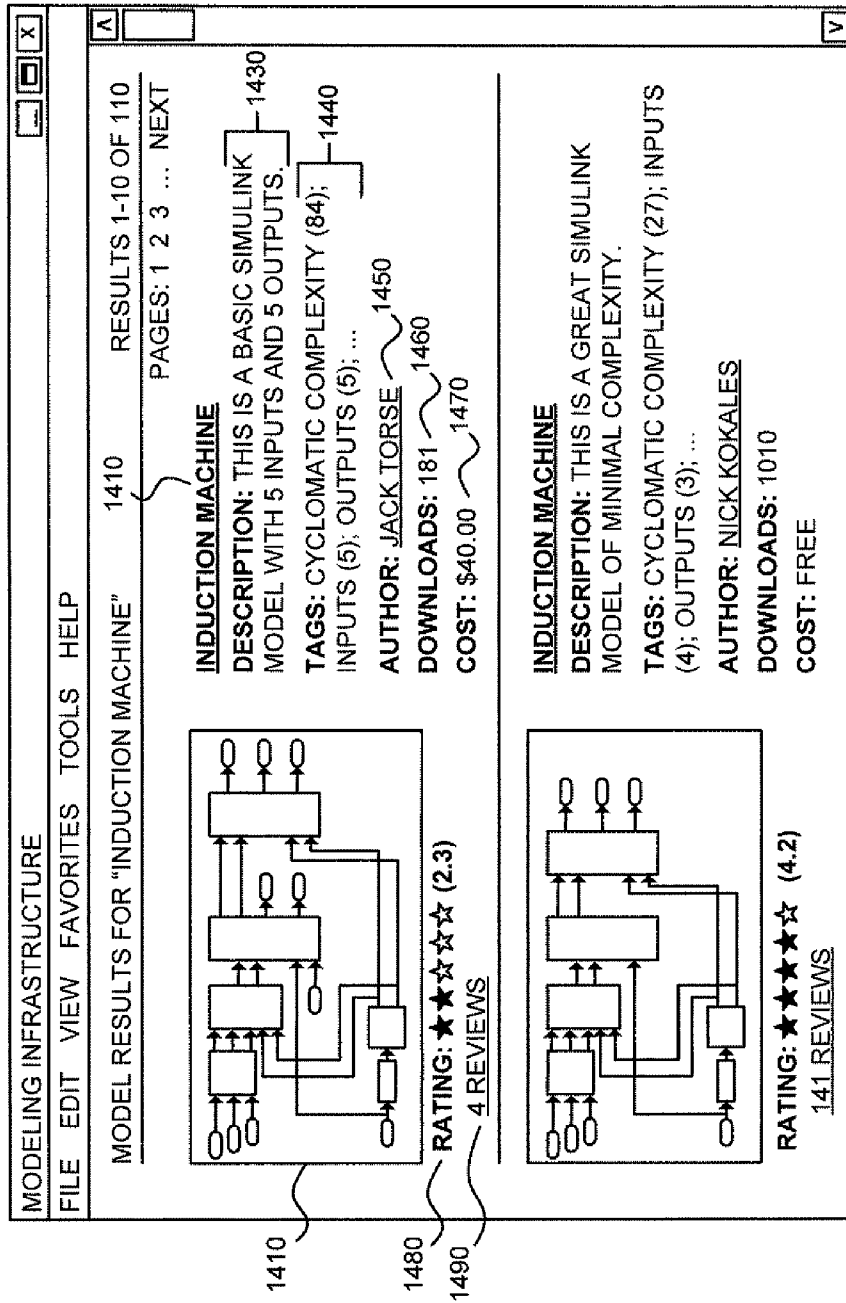 MODELING INFRASTRUCTURE
_ X
FILE EDIT VIEW FAVORITES TOOLS HELP
MODEL RESULTS FOR “INDUCTION MACHINE”
RESULTS 1-10 OF 110
PAGES: 1 2 3 ... NEXT
1410
1410
INDUCTION MACHINE
DESCRIPTION: THIS IS A BASIC SIMULINK
MODEL WITH 5 INPUTS AND 5 OUTPUTS.
1430
TAGS: CYCLOMATIC COMPLEXITY (84);
INPUTS (5); OUTPUTS (5); ...
1440
AUTHOR: JACK TORSE
1450
DOWNLOADS: 181
1460
COST: $40.00
1470
RATING: ★★☆☆☆ (2.3)
1480
4 REVIEWS
1490
INDUCTION MACHINE
DESCRIPTION: THIS IS A GREAT SIMULINK
MODEL OF MINIMAL COMPLEXITY.
TAGS: CYCLOMATIC COMPLEXITY (27); INPUTS
(4); OUTPUTS (3); ...
AUTHOR: NICK KOKALES
DOWNLOADS: 1010
COST: FREE
RATING: ★★★★☆ (4.2)
141 REVIEWS